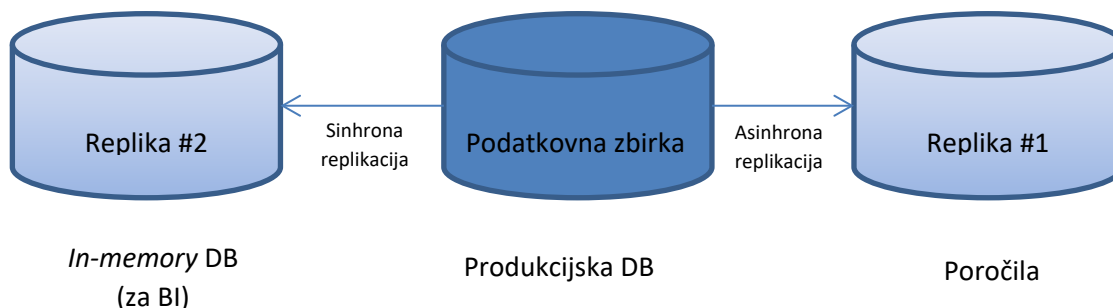 Replika #2
Sinhrona
replikacija
Podatkovna zbirka
Asinhrona
replikacija
Replika #1
In-memory DB
(za BI)
Produkcijska DB
Poročila